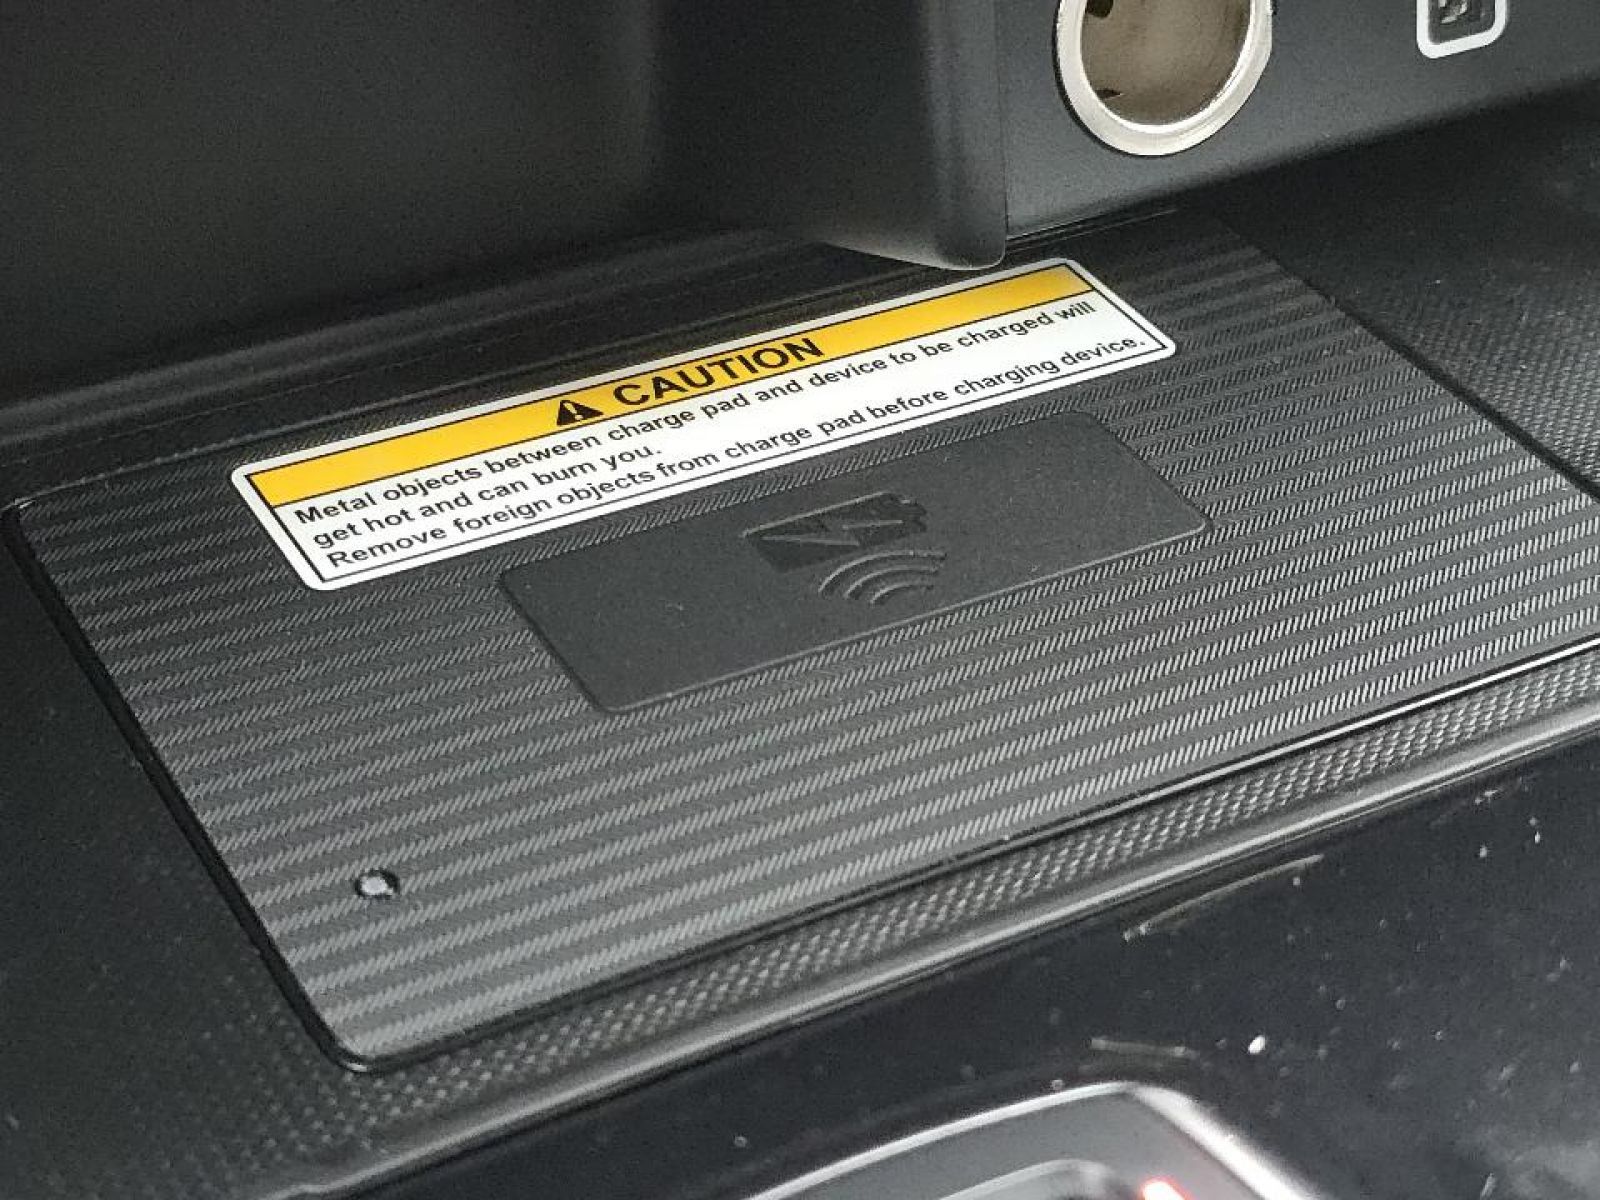 CAUTION
Metal objects between charge pad and device to be charged will
get hot and can burn you.
Remove foreign objects from charge pad before charging device.